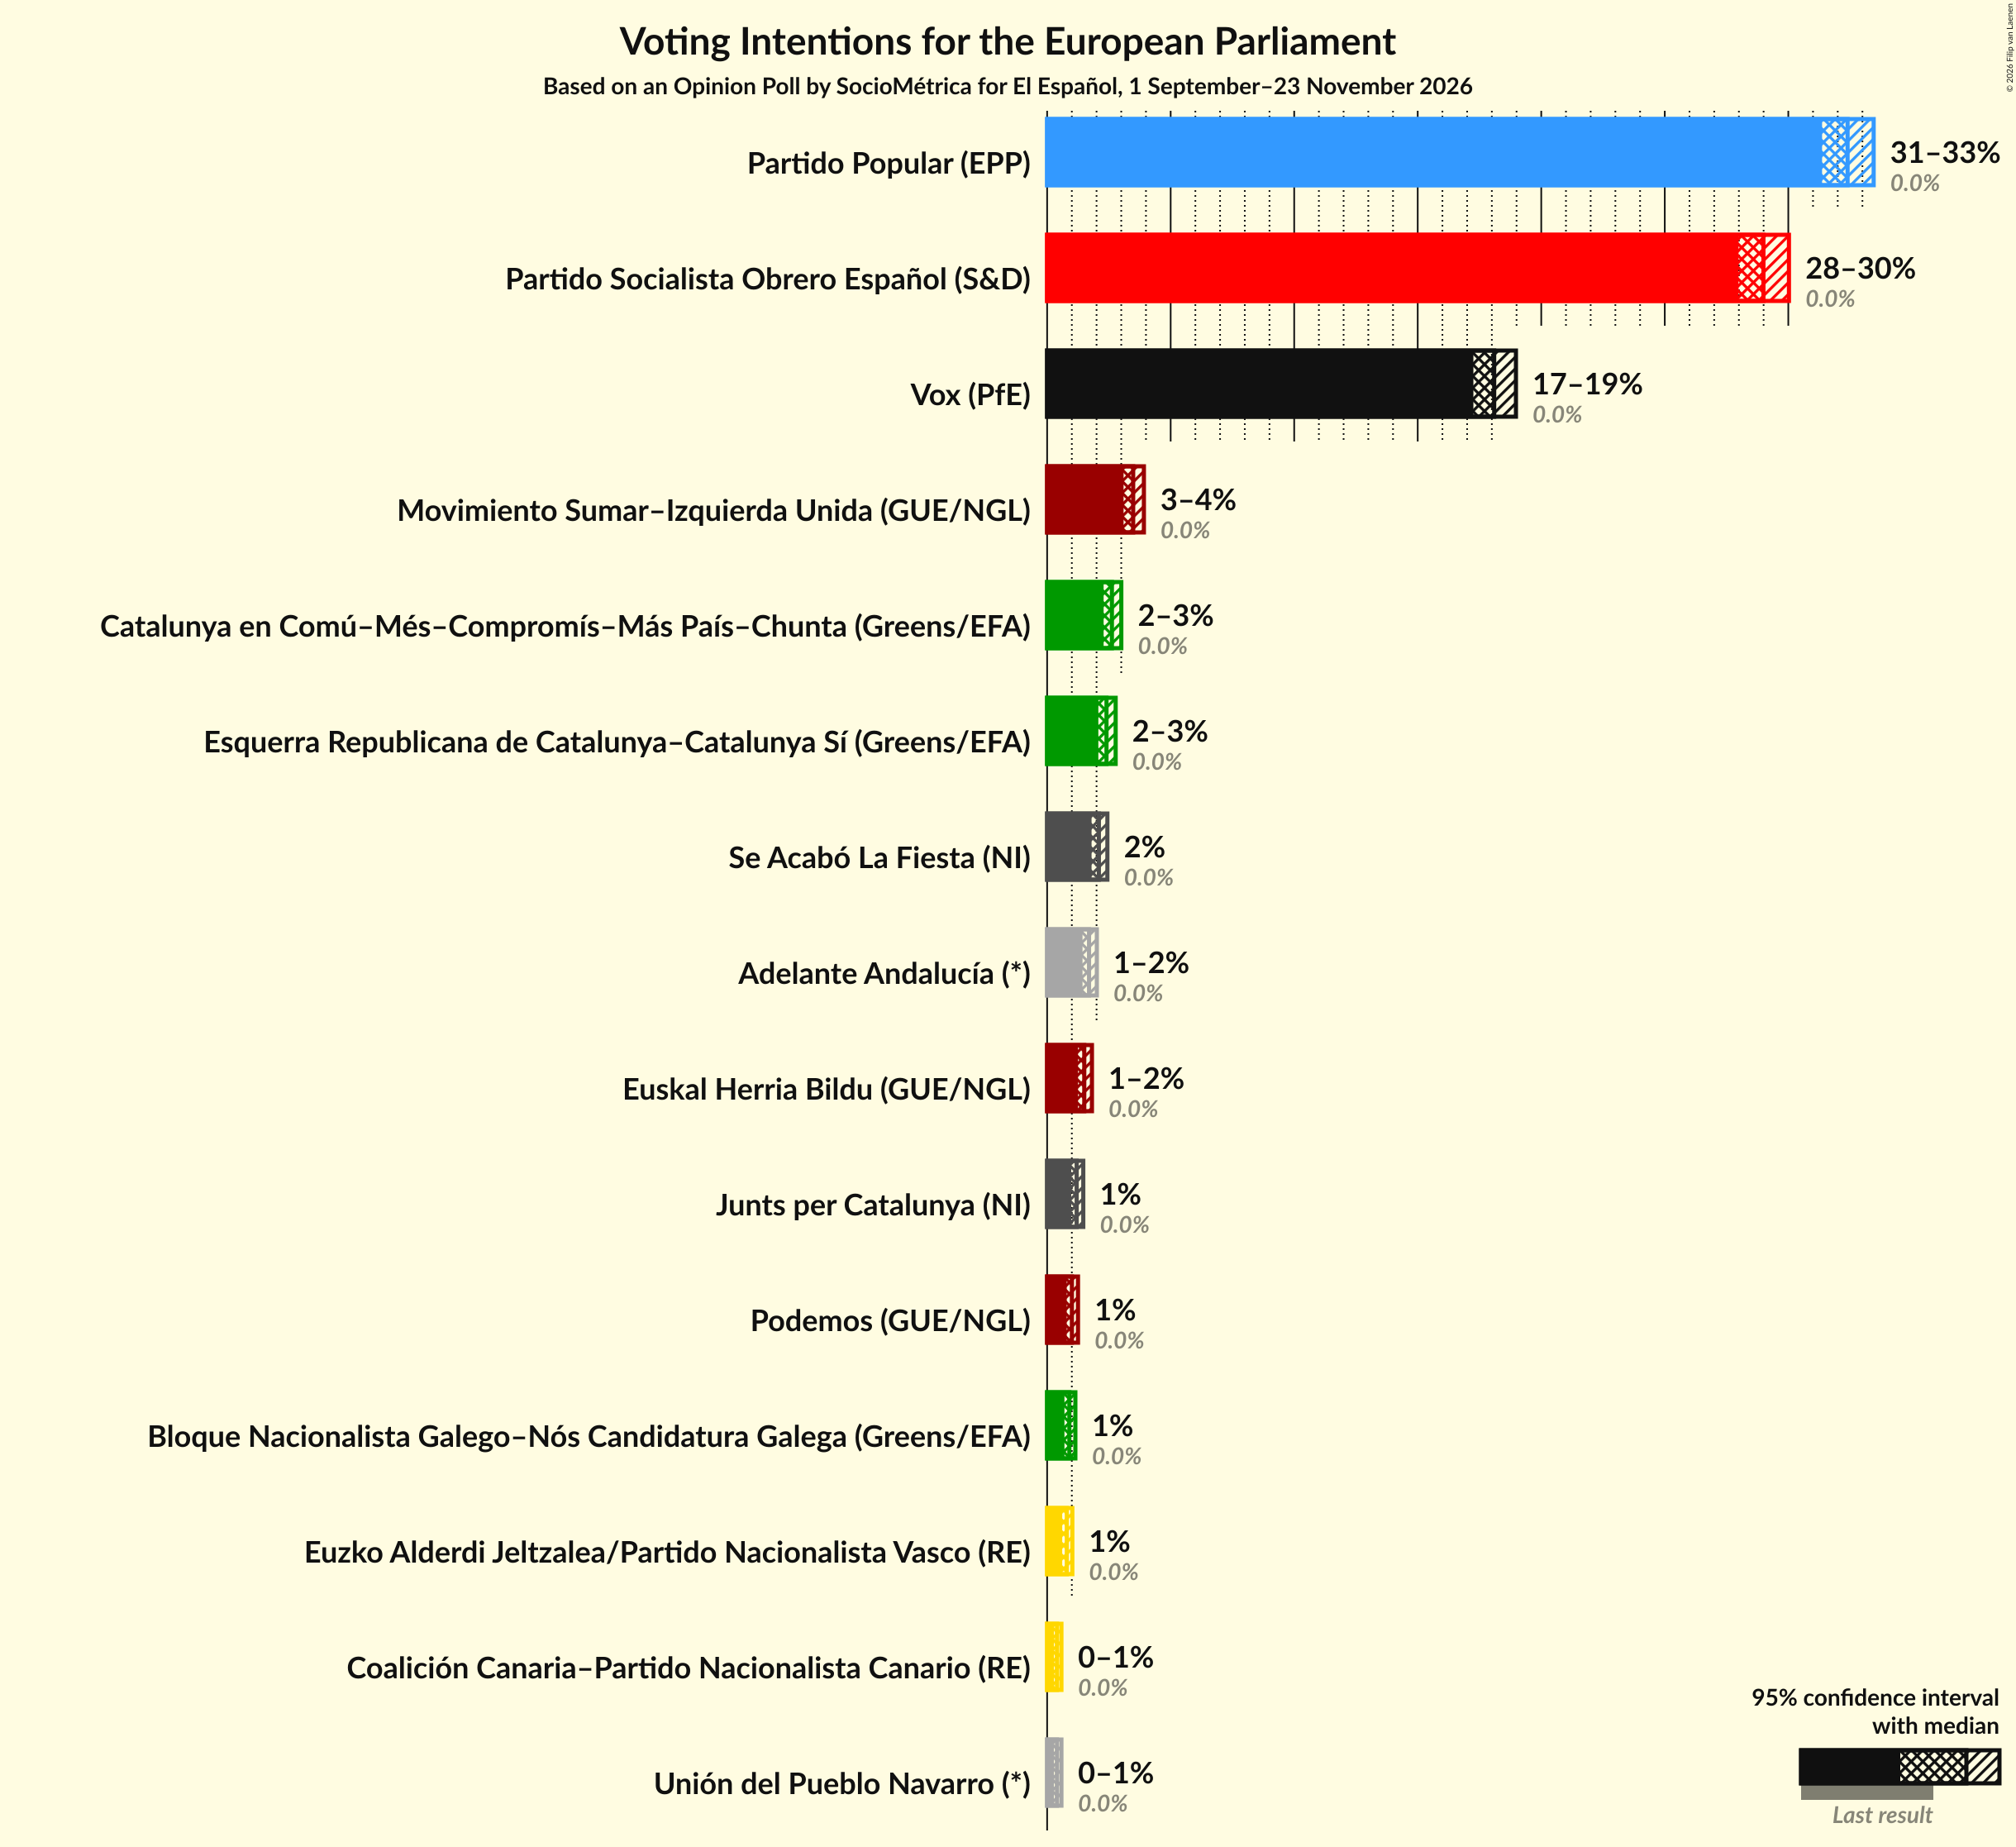 Voting Intentions for the European Parliament
Based on an Opinion Poll by SocioMétrica for El Español, 1 September–23 November 2026
© 2026 Filip van Laenen
Partido Popular (EPP)
31–33%
0.0%
Partido Socialista Obrero Español (S&D)
28–30%
0.0%
Vox (PfE)
17–19%
0.0%
Movimiento Sumar–Izquierda Unida (GUE/NGL)
3–4%
0.0%
Catalunya en Comú–Més–Compromís–Más País–Chunta (Greens/EFA)
2–3%
0.0%
Esquerra Republicana de Catalunya–Catalunya Sí (Greens/EFA)
2–3%
0.0%
Se Acabó La Fiesta (NI)
2%
0.0%
Adelante Andalucía (*)
1–2%
0.0%
Euskal Herria Bildu (GUE/NGL)
1–2%
0.0%
Junts per Catalunya (NI)
1%
0.0%
Podemos (GUE/NGL)
1%
0.0%
Bloque Nacionalista Galego–Nós Candidatura Galega (Greens/EFA)
1%
0.0%
Euzko Alderdi Jeltzalea/Partido Nacionalista Vasco (RE)
1%
0.0%
Coalición Canaria–Partido Nacionalista Canario (RE)
0–1%
0.0%
Unión del Pueblo Navarro (*)
0–1%
0.0%
95% confidence interval
with median
Last result